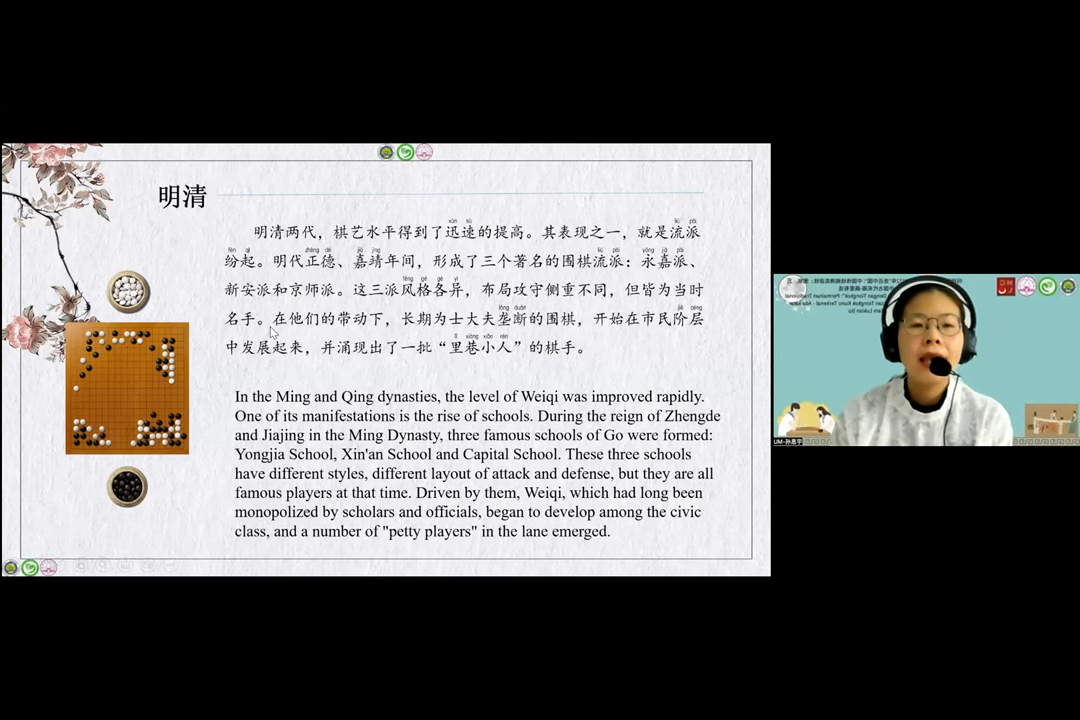 明清
明清两代，棋艺水平得到了迅速的提高。其表现之一，就是流派
纷起。明代正德、嘉靖年间，形成了三个著名的围棋流派：永嘉派、
新安派和京师派。这三派风格各异，布局攻守侧重不同，但皆为当时
名手。在他们的带动下，长期为士大夫垄断的围棋，开始在市民阶层
中发展起来，并涌现出了一批“里巷小人”的棋手。
In the Ming and Qing dynasties, the level of Weiqi was improved rapidly.
One of its manifestations is the rise of schools. During the reign of Zhengde
and Jiajing in the Ming Dynasty, three famous schools of Go were formed:
Yongjia School, Xin'an School and Capital School. These three schools
have different styles, different layout of attack and defense, but they are all
famous players at that time. Driven by them, Weiqi, which had long been
monopolized by scholars and officials, began to develop among the civic
class, and a number of "petty players" in the lane emerged.